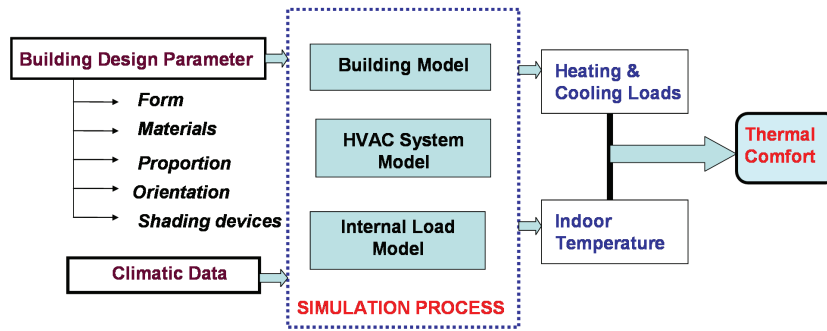 Building Design Parameter
Form
Materials
Proportion
Orientation
Shading devices
Climatic Data
Building Model
HVAC System
Model
Internal Load
Model
SIMULATION PROCESS
Heating &
Cooling Loads
Indoor
Temperature
Thermal
Comfort